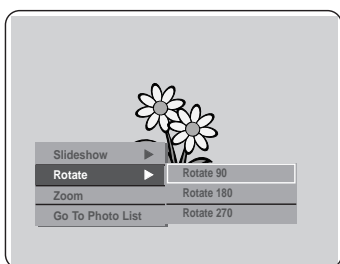 Slideshow ▶
Rotate ▶
Zoom
Go To Photo List
Rotate 90
Rotate 180
Rotate 270